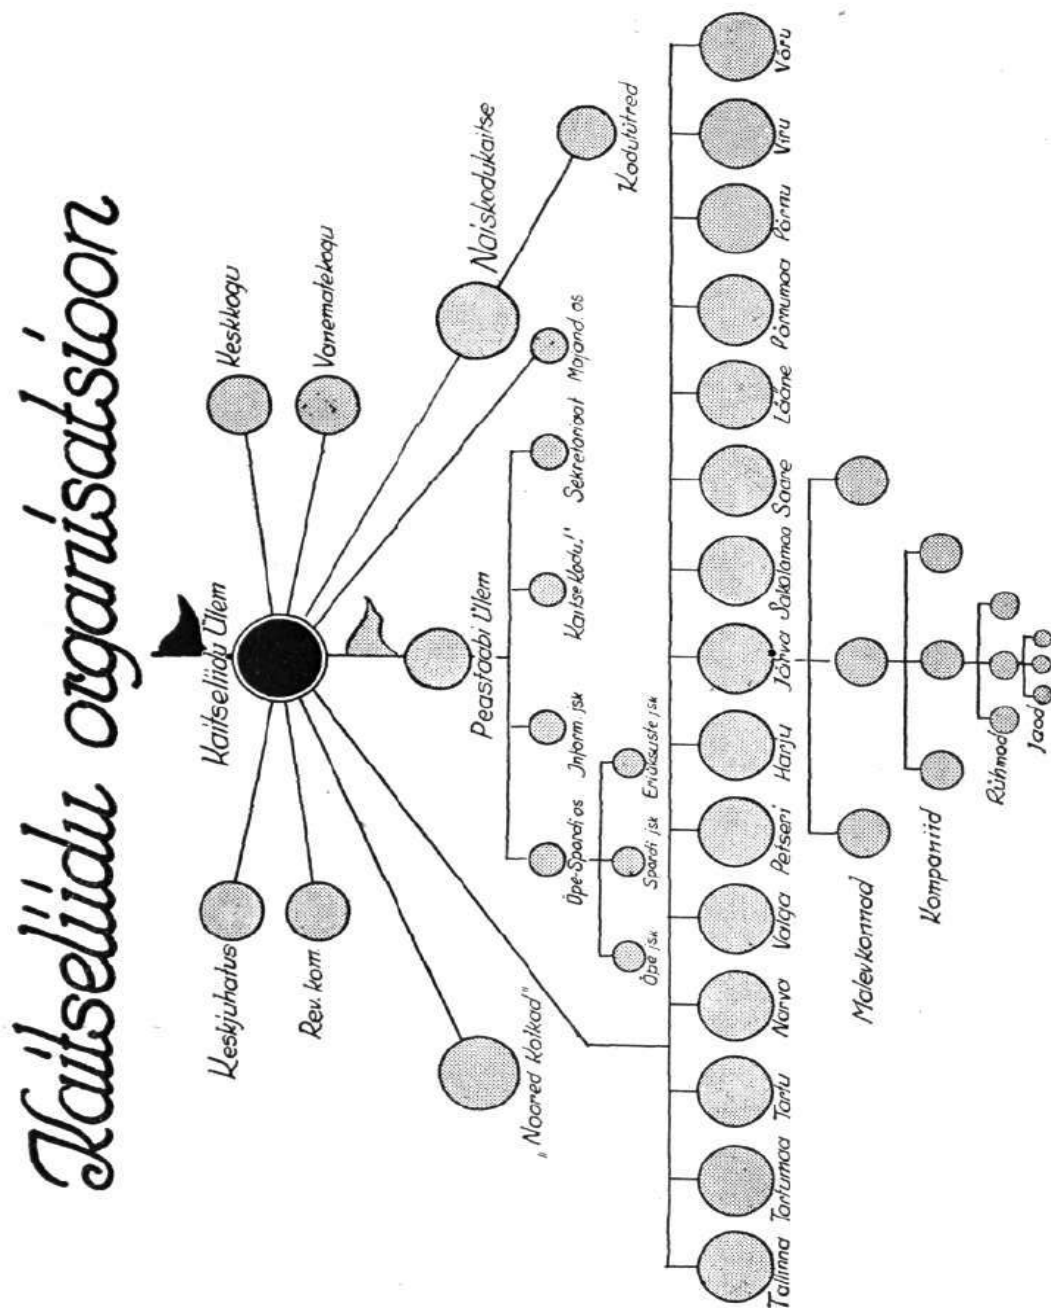 Kaitseliidu organisatsioon
Kaitseliidu Ülem
Keskjuhatus
Keskkogu
Rev. kom.
Vanematekogu
„Noored Kotkad"
Naiskodukaitse
Kodutütred
Peastaabi Ülem
Õpe-Spordi os
Inform. jsk
„Kaitse Kodu!"
Sekretariaat
Majand. os
Õpe jsk
Spordi jsk
Eriüksuste jsk
Tallinna Tartumaa Tartu Narva Valga Petseri Harju Järva Sakalamaa Saare Lääne Pärnumaa Pärnu Viru Võru
Malevkonnad
Kompaniid
Rühmad
Jaod